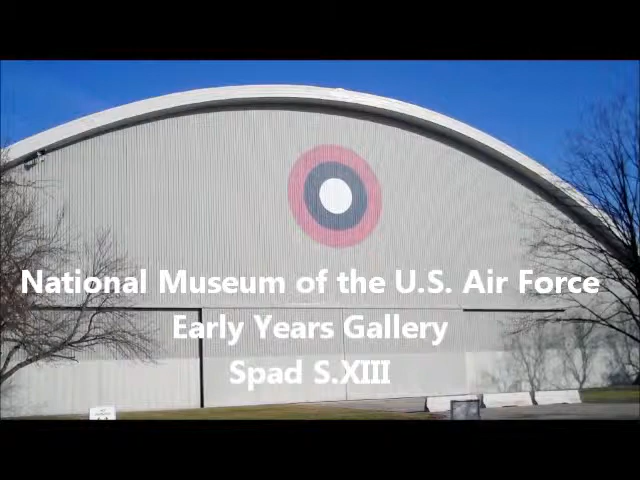 National Museum of the U.S. Air Force
Early Years Gallery
Spad S.XIII